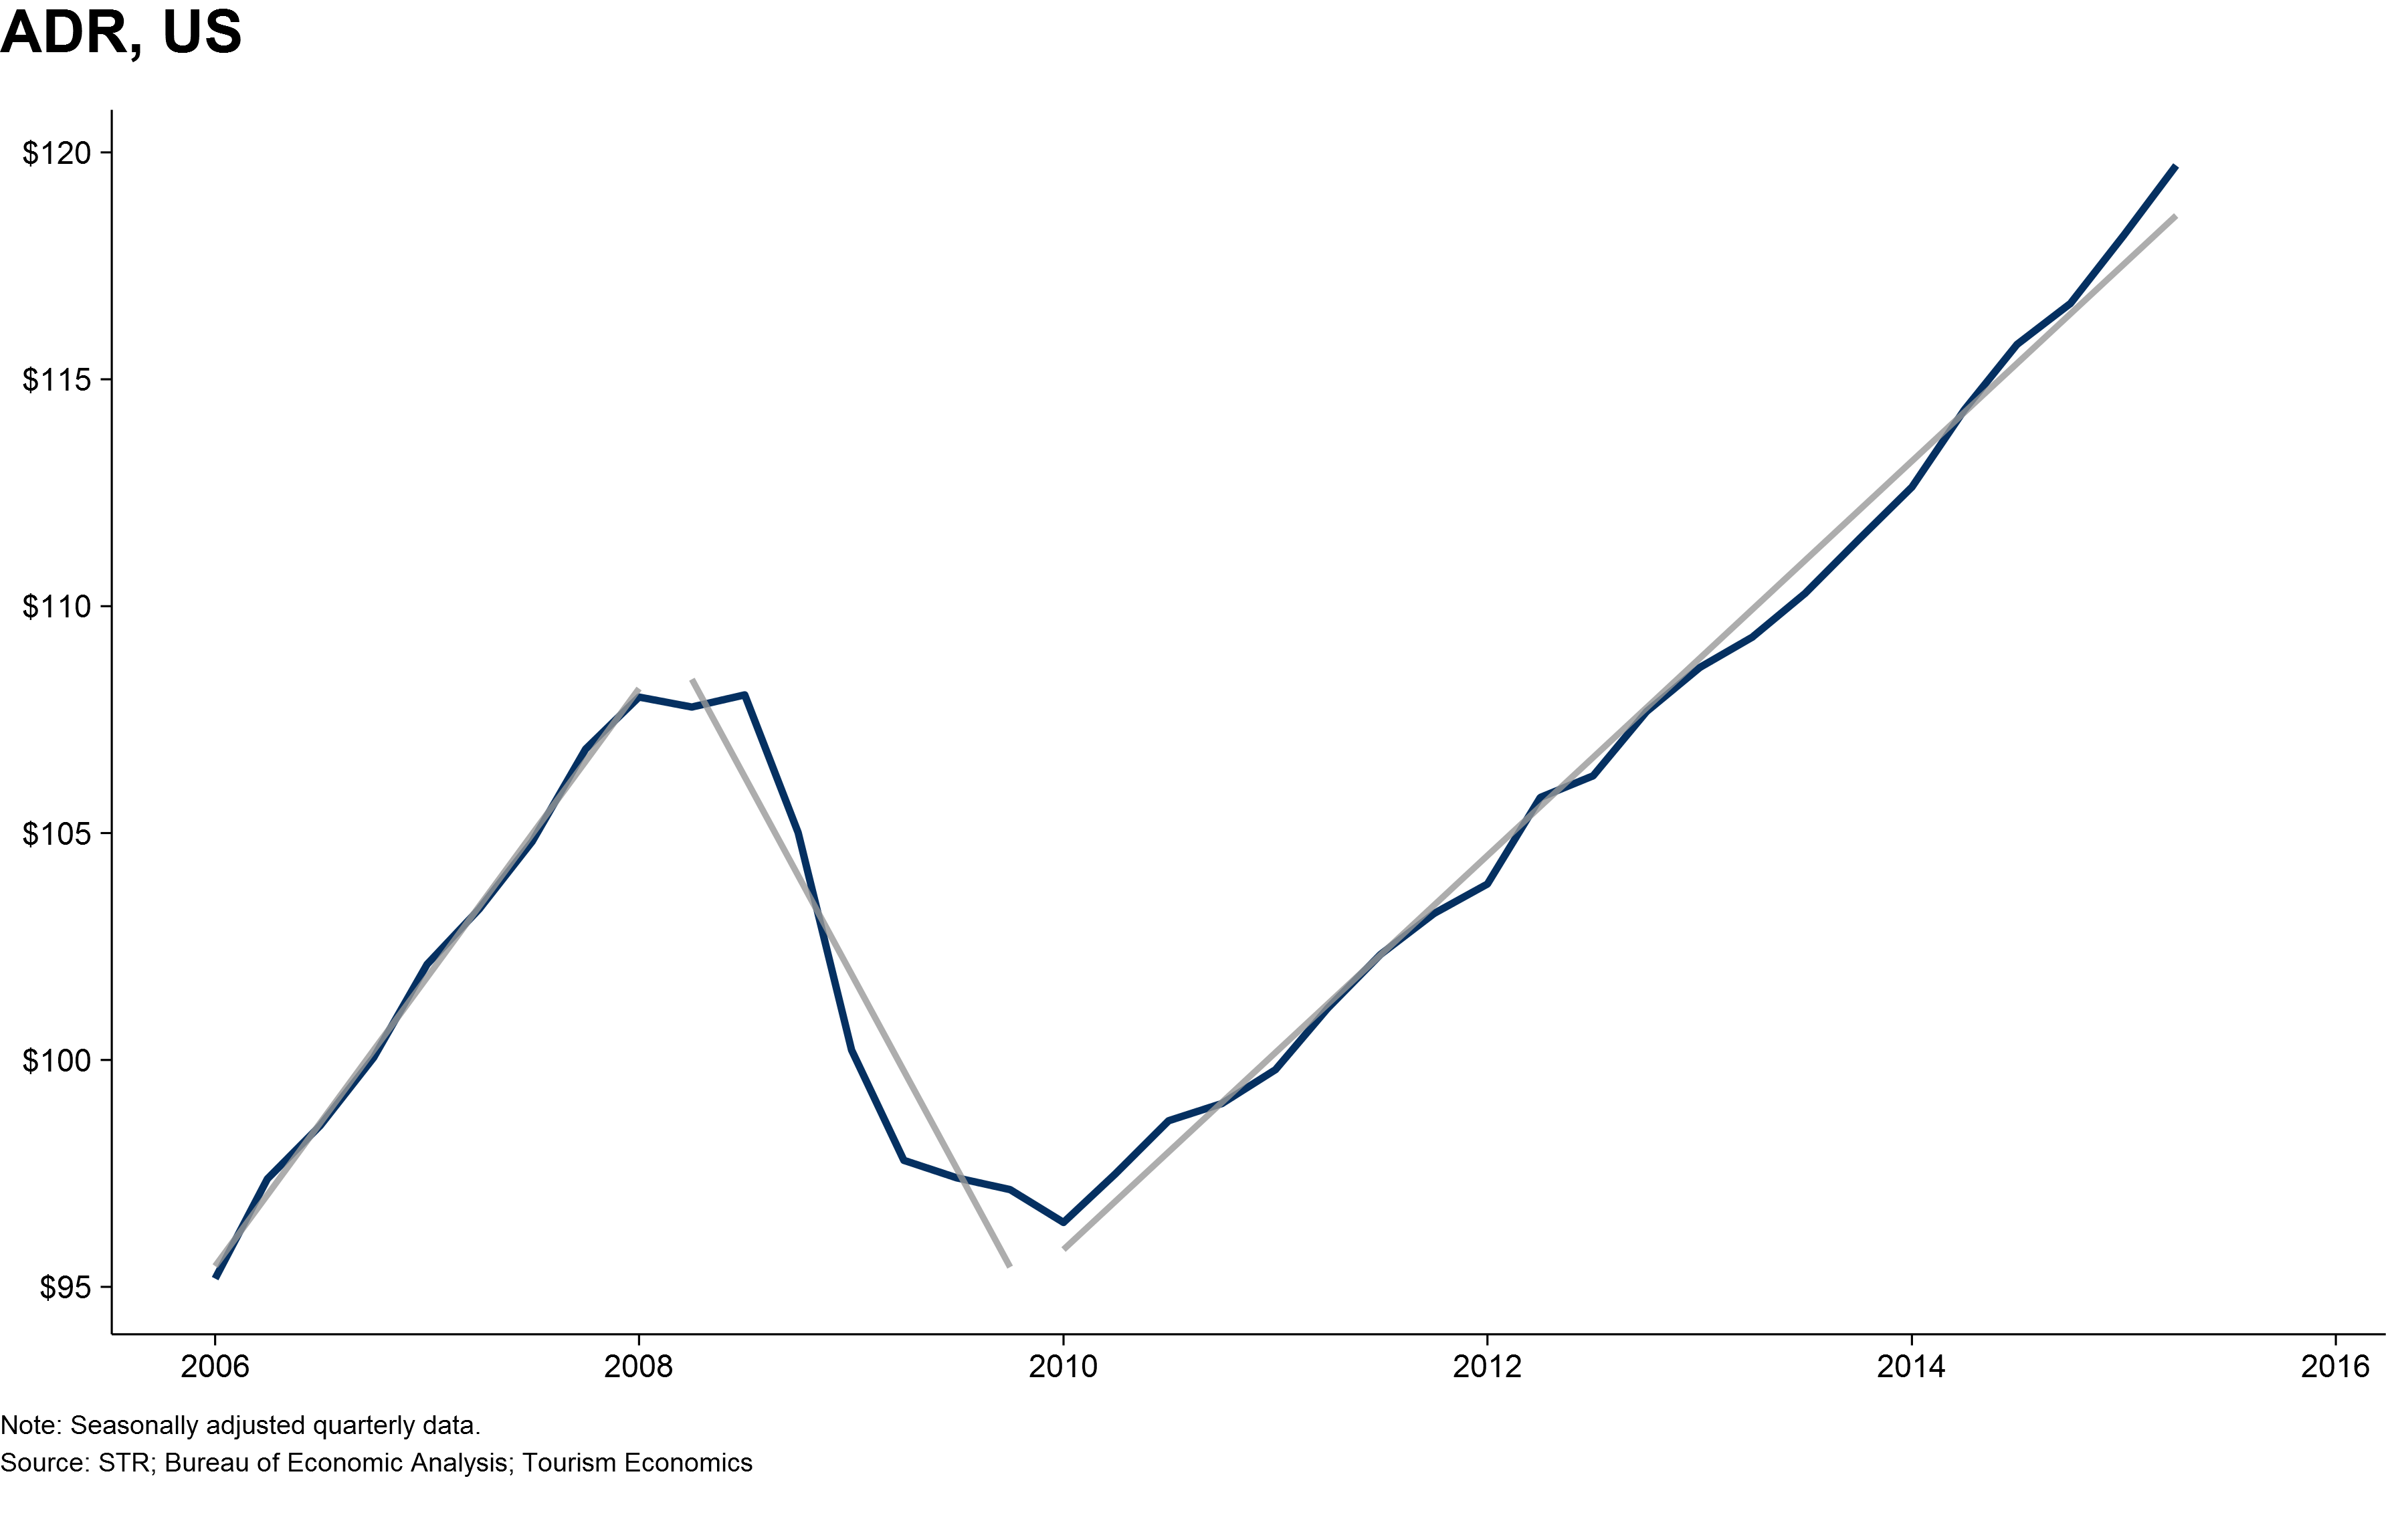 ADR, US
$120
$115
$110
$105
$100
$95
2006 2008 2010 2012 2014 2016
Note: Seasonally adjusted quarterly data.
Source: STR; Bureau of Economic Analysis; Tourism Economics